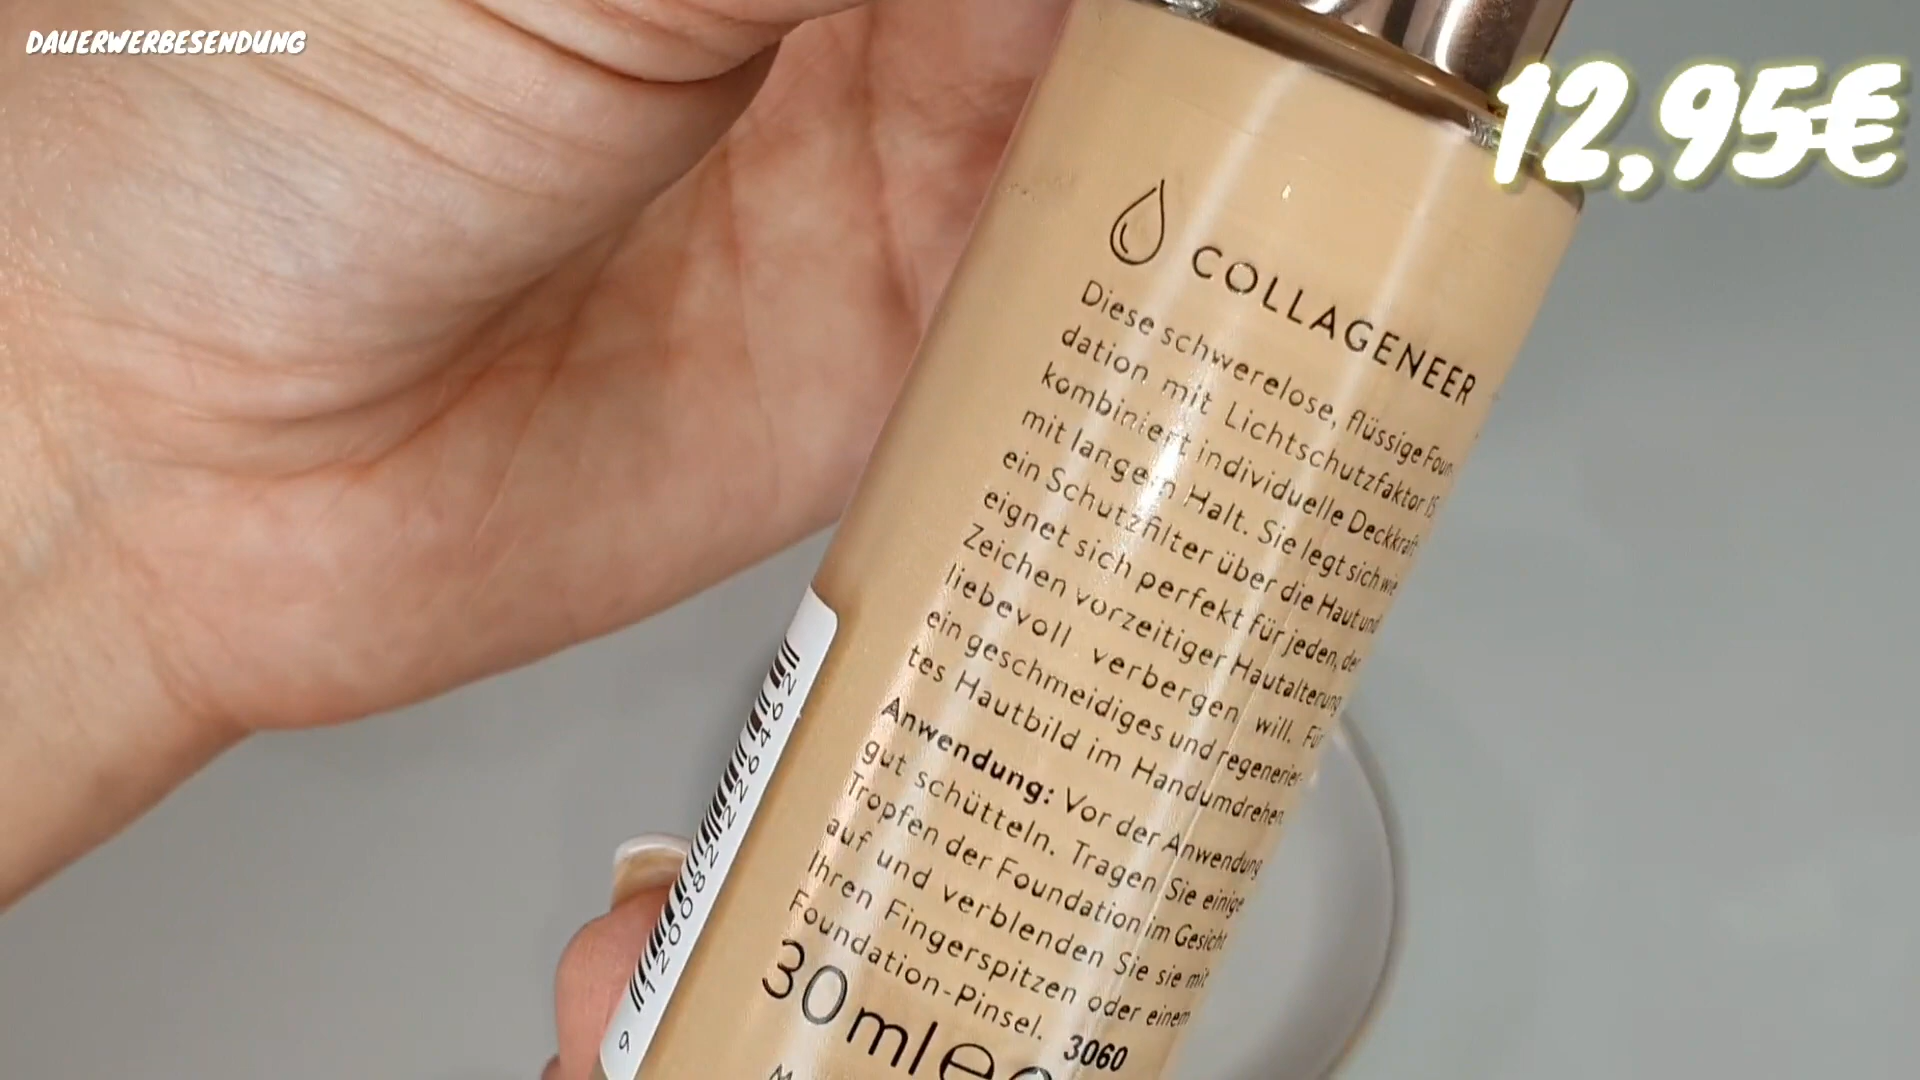 DAUERWERBESENDUNG
12,95€
COLLAGENEER
Diese schwerelose, flüssige Foun-
dation mit Lichtschutzfaktor 15
kombiniert individuelle Deckkraft
mit langem Halt. Sie legt sich wie
ein Schutzfilter über die Haut und
eignet sich perfekt für jeden, der
Zeichen vorzeitiger Hautalterung
liebevoll verbergen will. Für
ein geschmeidiges und regenerier-
tes Hautbild im Handumdrehen.
Anwendung: Vor der Anwendung
gut schütteln. Tragen Sie einige
Tropfen der Foundation im Gesicht
auf und verblenden Sie sie mit
Ihren Fingerspitzen oder einem
Foundation-Pinsel. 3060
30ml e
9 120082 226462